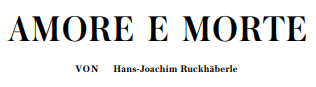 AMORE E MORTE
VON Hans-Joachim Ruckhäberle